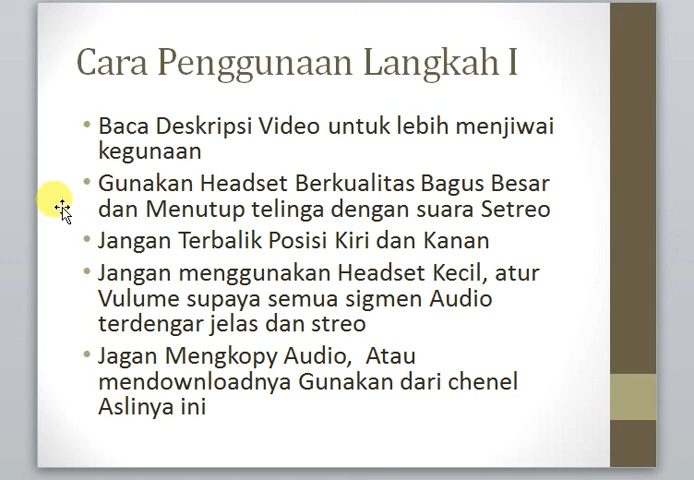 Cara Penggunaan Langkah I
• Baca Deskripsi Video untuk lebih menjiwai
kegunaan
• Gunakan Headset Berkualitas Bagus Besar
dan Menutup telinga dengan suara Setreo
• Jangan Terbalik Posisi Kiri dan Kanan
• Jangan menggunakan Headset Kecil, atur
Vulume supaya semua sigmen Audio
terdengar jelas dan streo
• Jagan Mengkopy Audio,  Atau
mendownloadnya Gunakan dari chenel
Aslinya ini